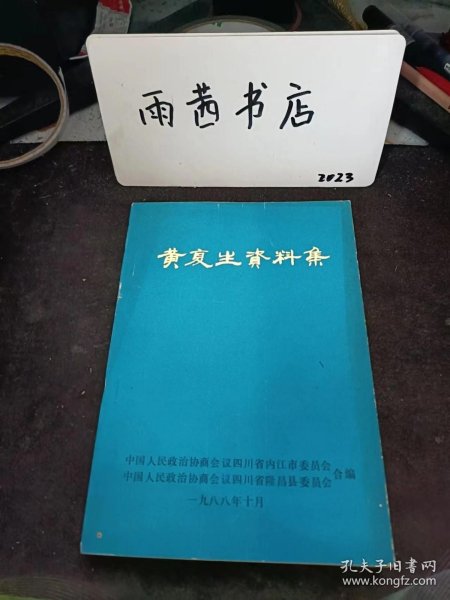 雨茜书店
2023
黄复生資料集
中国人民政治协商会议四川省内江市委员会
中国人民政治协商会议四川省隆昌县委员会
合编
一九八八年十月
孔夫子旧书网
www.kongfz.com